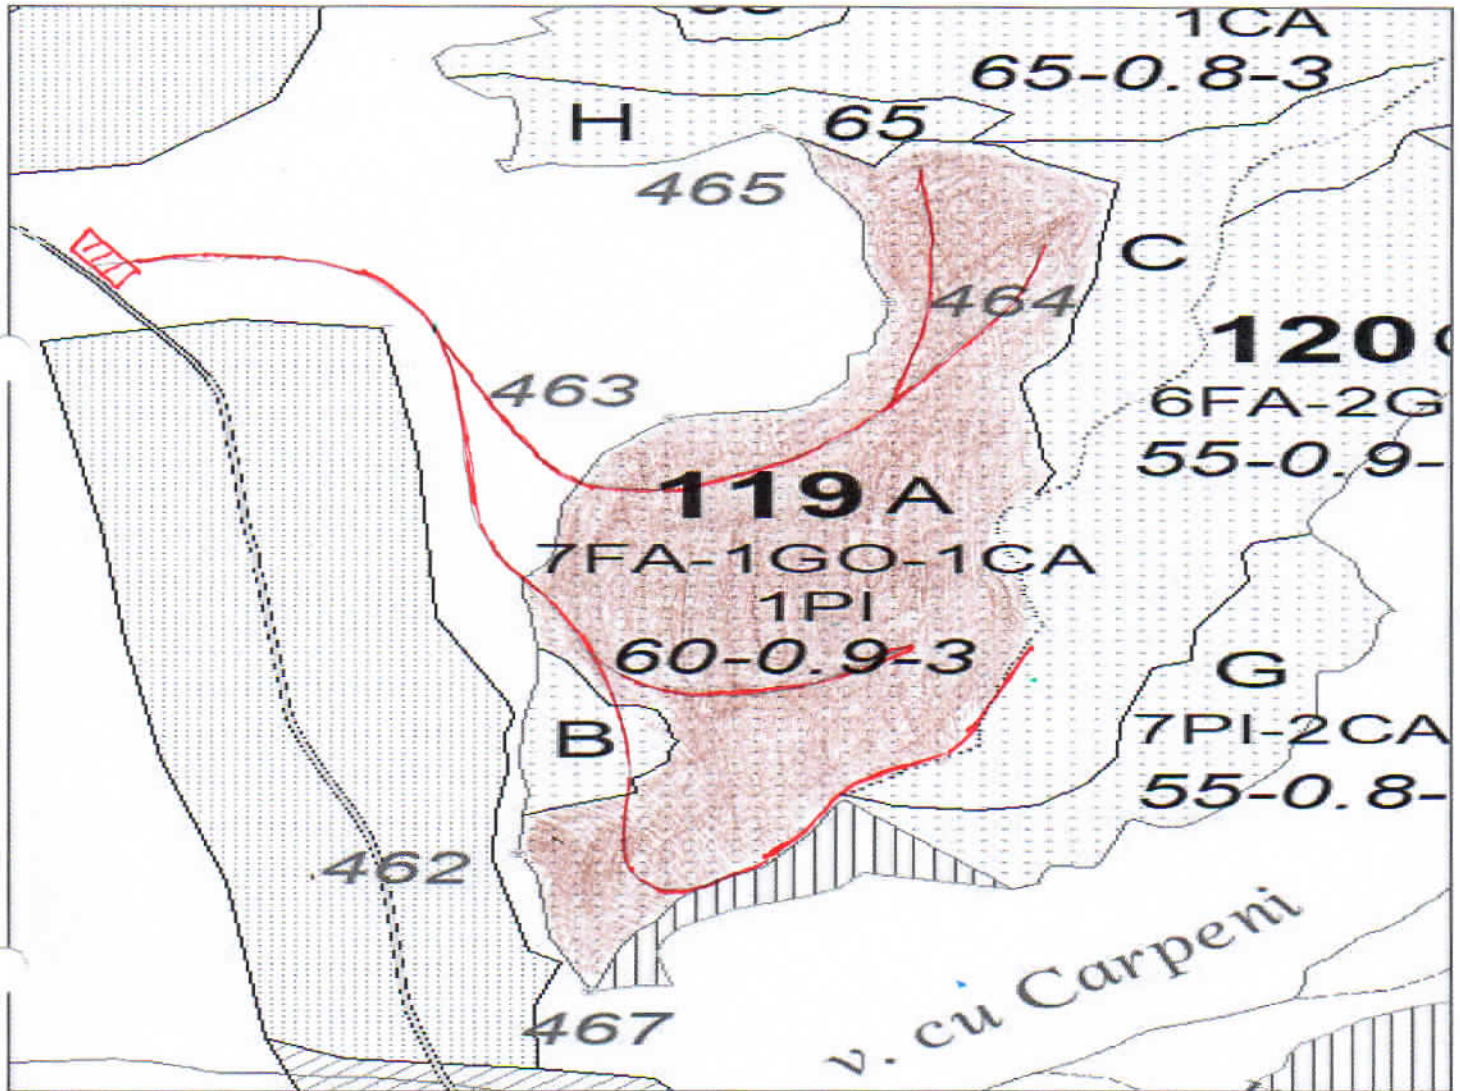 1CA
65-0.8-3
H
65
465
C
464
120
463
6FA-2G
55-0.9-
119 A
7FA-1GO-1CA
1PI
60-0.9-3
G
B
7PI-2CA
55-0.8-
462
v. cu Carpeni
467